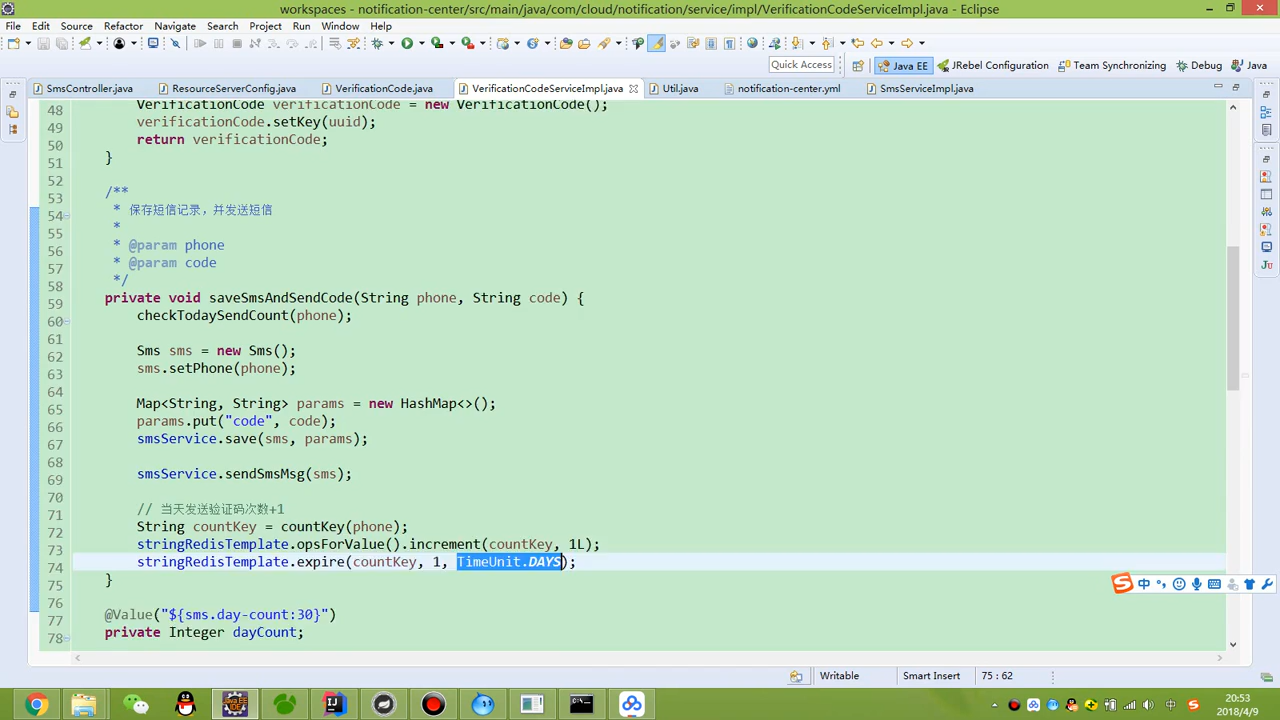 workspaces - notification-center/src/main/java/com/cloud/notification/service/impl/VerificationCodeServiceImpl.java - Eclipse
File Edit Source Refactor Navigate Search Project Run Window Help
Quick Access Java EE JRebel Configuration Team Synchronizing Debug Java
SmsController.java ResourceServerConfig.java VerificationCode.java VerificationCodeServiceImpl.java Util.java notification-center.yml SmsServiceImpl.java
48 VerificationCode verificationCode = new VerificationCode();
49 verificationCode.setKey(uuid);
50 return verificationCode;
51 }
52
53 /**
54 * 保存短信记录，并发送短信
55 *
56 * @param phone
57 * @param code
58 */
59 private void saveSmsAndSendCode(String phone, String code) {
60 checkTodaySendCount(phone);
61
62 Sms sms = new Sms();
63 sms.setPhone(phone);
64
65 Map<String, String> params = new HashMap<>();
66 params.put("code", code);
67 smsService.save(sms, params);
68
69 smsService.sendSmsMsg(sms);
70
71 // 当天发送验证码次数+1
72 String countKey = countKey(phone);
73 stringRedisTemplate.opsForValue().increment(countKey, 1L);
74 stringRedisTemplate.expire(countKey, 1, TimeUnit.DAYS);
75 }
76
77 @Value("${sms.day-count:30}")
78 private Integer dayCount;
中
Writable Smart Insert 75 : 62
中
20:53
2018/4/9